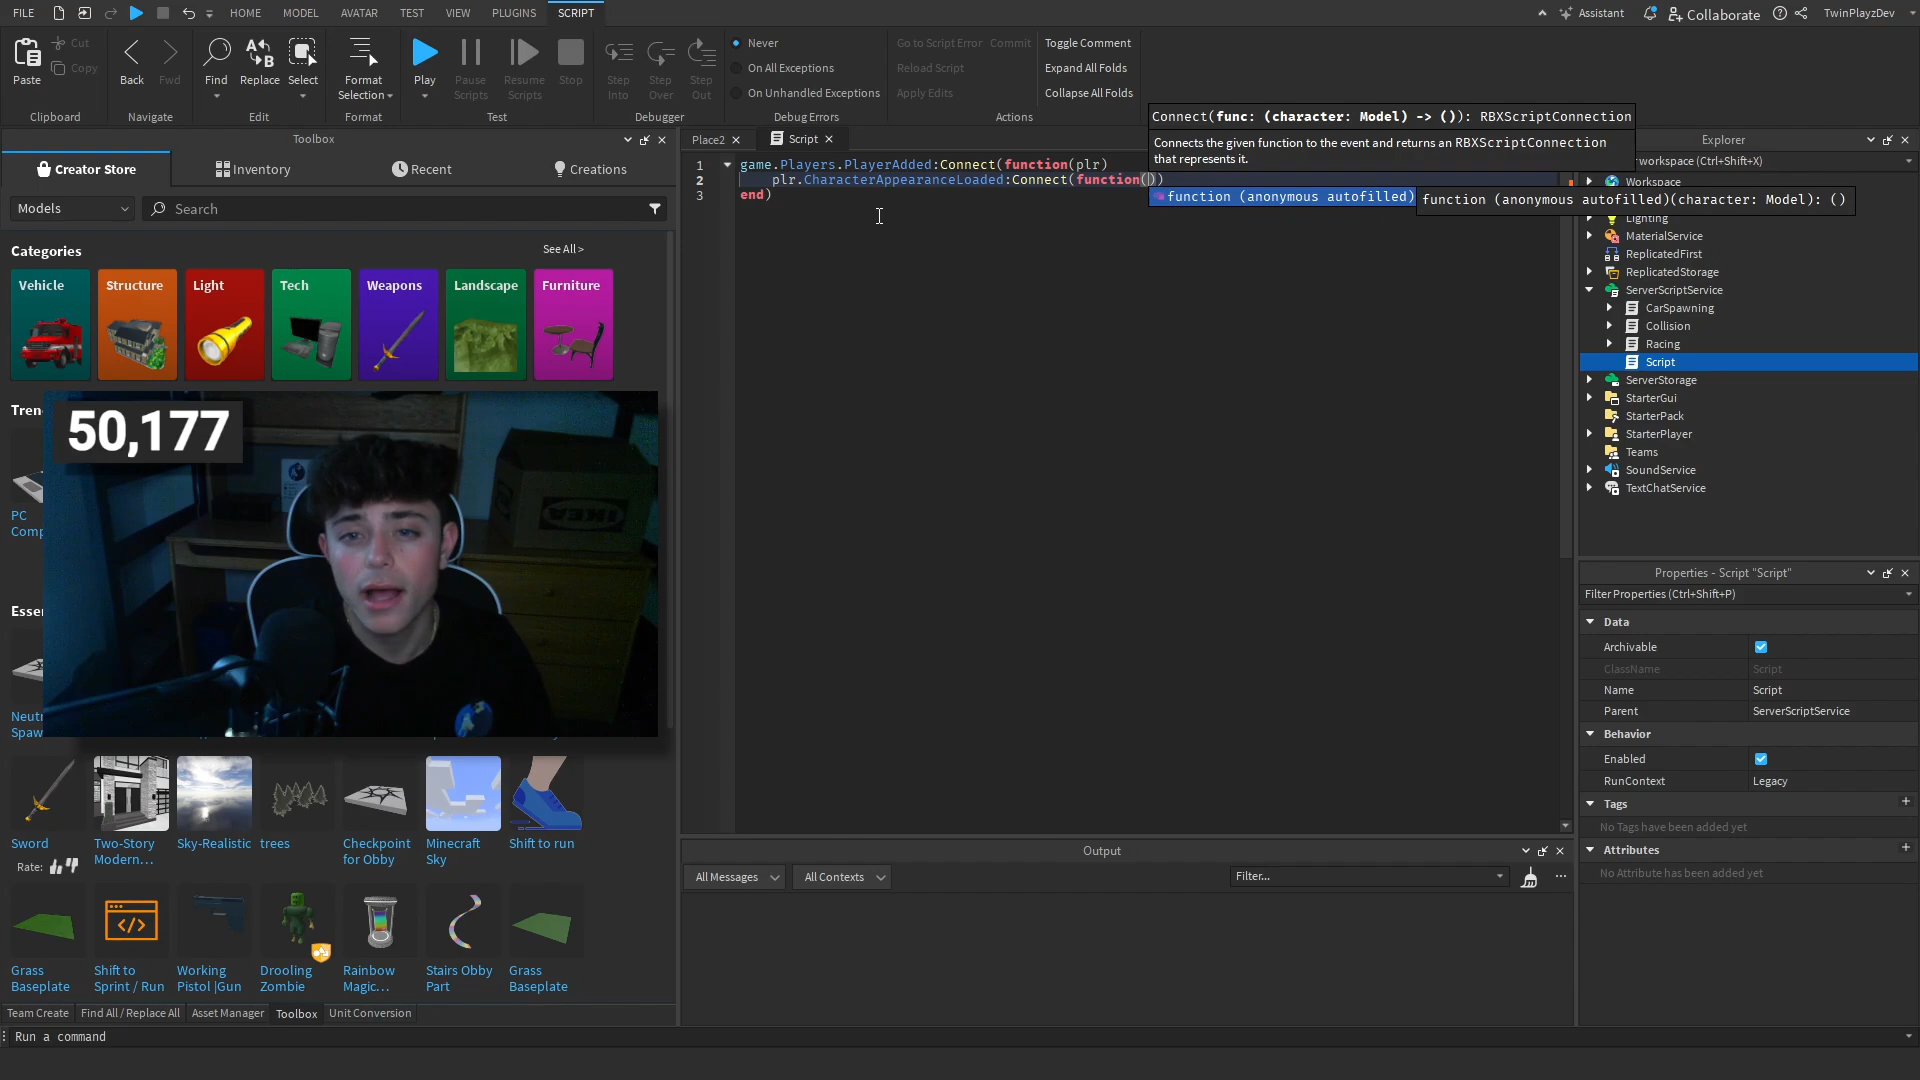 FILE HOME MODEL AVATAR TEST VIEW PLUGINS SCRIPT Assistant Collaborate TwinPlayzDev
Cut Never Go to Script Error Commit Toggle Comment
Copy On All Exceptions Reload Script Expand All Folds
Paste Back Fwd Find Replace Select Format Selection Play Pause Scripts Resume Scripts Stop Step Into Step Over Step Out On Unhandled Exceptions Apply Edits Collapse All Folds
Clipboard Navigate Edit Format Test Debugger Debug Errors Actions
Connect(func: (character: Model) -> ()): RBXScriptConnection
Connects the given function to the event and returns an RBXScriptConnection
that represents it.
Toolbox
Creator Store Inventory Recent Creations
Models Search
Categories See All >
Vehicle Structure Light Tech Weapons Landscape Furniture
Tren
50,177
PC
Comp
Esse
IKEA
Neutr
Spaw
Sword Two-Story Modern... Sky-Realistic trees Checkpoint for Obby Minecraft Sky Shift to run
Rate:
Grass Baseplate Shift to Sprint / Run Working Pistol |Gun Drooling Zombie Rainbow Magic... Stairs Obby Part Grass Baseplate
Team Create Find All / Replace All Asset Manager Toolbox Unit Conversion
Run a command
Place2 Script
1 game.Players.PlayerAdded:Connect(function(plr)
2 plr.CharacterAppearanceLoaded:Connect(function())
3 end)
function (anonymous autofilled)
function (anonymous autofilled)(character: Model): ()
Output
All Messages All Contexts Filter...
Explorer
workspace (Ctrl+Shift+X)
Workspace
Lighting
MaterialService
ReplicatedFirst
ReplicatedStorage
ServerScriptService
CarSpawning
Collision
Racing
Script
ServerStorage
StarterGui
StarterPack
StarterPlayer
Teams
SoundService
TextChatService
Properties - Script "Script"
Filter Properties (Ctrl+Shift+P)
Data
Archivable
ClassName Script
Name Script
Parent ServerScriptService
Behavior
Enabled
RunContext Legacy
Tags
No Tags have been added yet
Attributes
No Attribute has been added yet